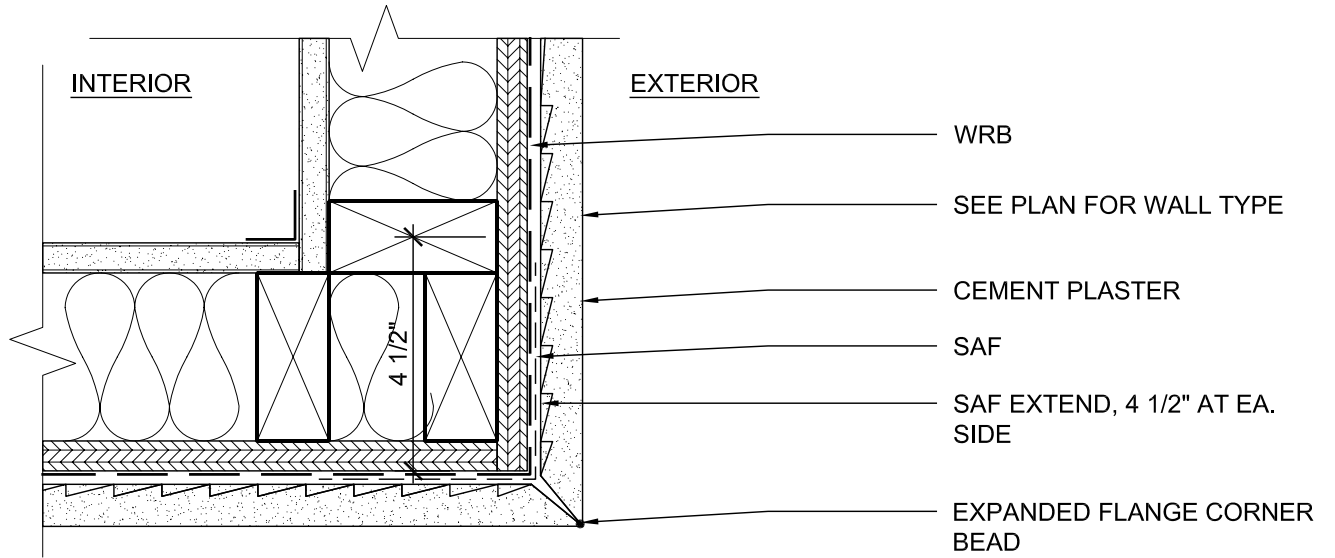 INTERIOR
EXTERIOR
WRB
SEE PLAN FOR WALL TYPE
CEMENT PLASTER
SAF
SAF EXTEND, 4 1/2" AT EA.
SIDE
EXPANDED FLANGE CORNER
BEAD
4 1/2"